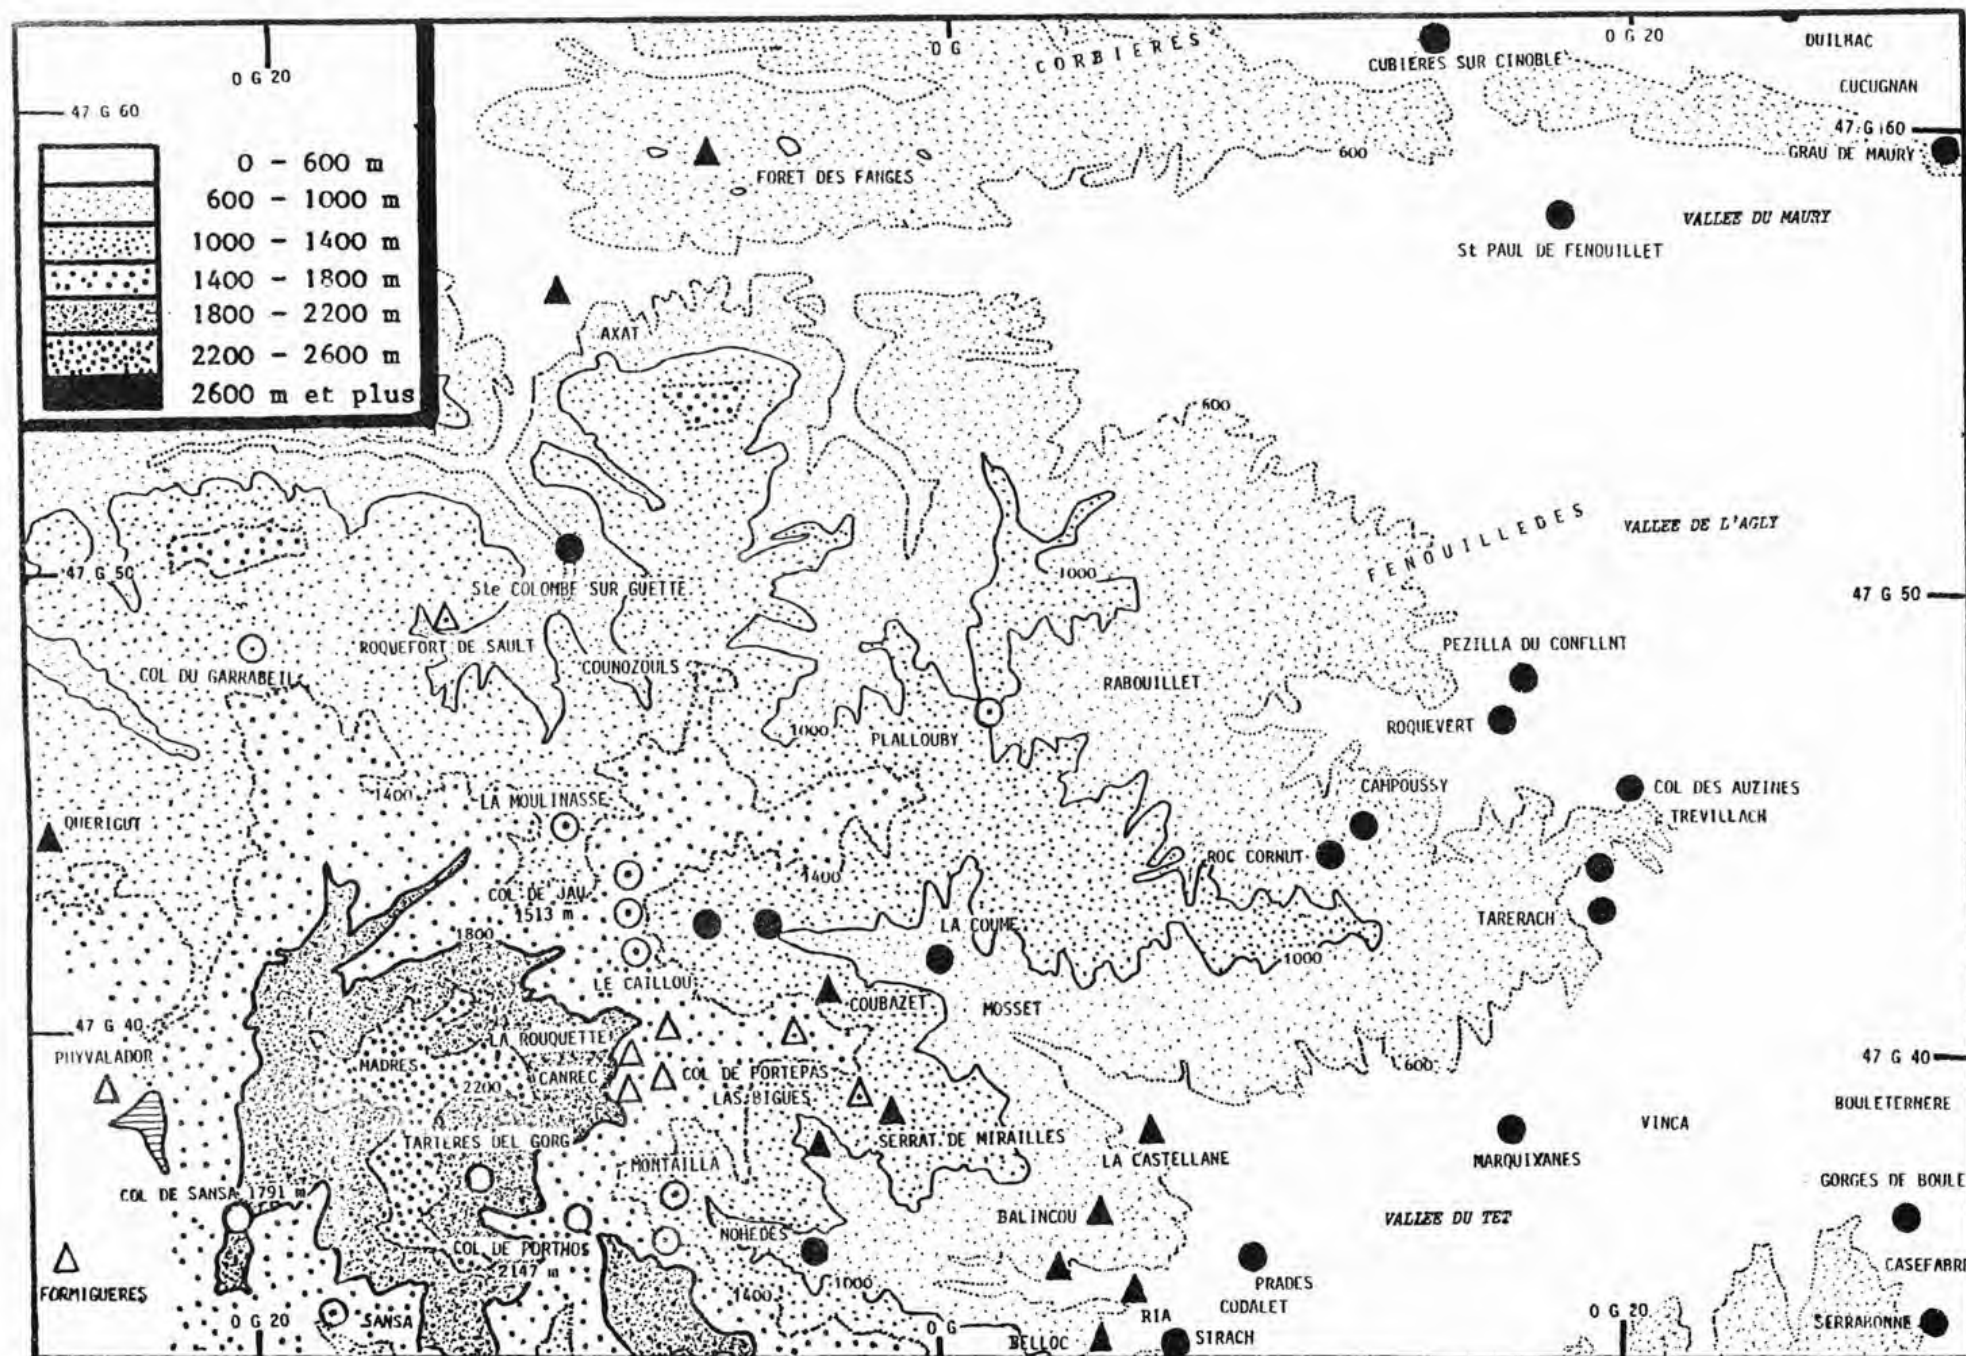 0 G 20
0 G
0 G 20
CORBIERES
CUBIERES SUR CINOBLE
DUILHAC
CUCUGNAN
47 G 60
47 G 60
GRAU DE MAURY
600
FORET DES FANGES
0 - 600 m
600 - 1000 m
1000 - 1400 m
1400 - 1800 m
1800 - 2200 m
2200 - 2600 m
2600 m et plus
VALLEE DU MAURY
St PAUL DE FENOUILLET
AXAT
600
FENOUILLEDES
VALLEE DE L'AGLY
47 G 50
1000
47 G 50
Ste COLOMBE SUR GUETTE
ROQUEFORT DE SAULT
COUNOZOULS
COL DU GARRABEIL
PEZILLA DU CONFLLNT
RABOUILLET
ROQUEVERT
1000
PLALLOUBY
1400
LA MOULINASSE
CAMPOUSSY
COL DES AUZINES
TREVILLACH
QUERIGUT
ROC CORNUT
1400
COL DE JAU
1513 m
LA COUME
TARERACH
1800
1000
LE CAILLOU
COUBAZET
MOSSET
47 G 40
LA ROUQUETTE
PUYVALADOR
MADRES
CANREC
COL DE PORTEPAS
600
47 G 40
2200
LAS BIGUES
BOULETERNERE
VINCA
TARTERES DEL GORG
SERRAT DE MIRAILLES
MONTAILLA
LA CASTELLANE
MARQUIXANES
COL DE SANSA 1791 m
GORGES DE BOULE
BALINCOU
VALLEE DU TET
NOHEDES
COL DE PORTHOS
2147 m
CASEFABRE
FORMIGUERES
1000
1400
PRADES
CODALET
RIA
0 G 20
SANSA
0 G
0 G 20
SERRABONNE
BELLOC
SIRACH